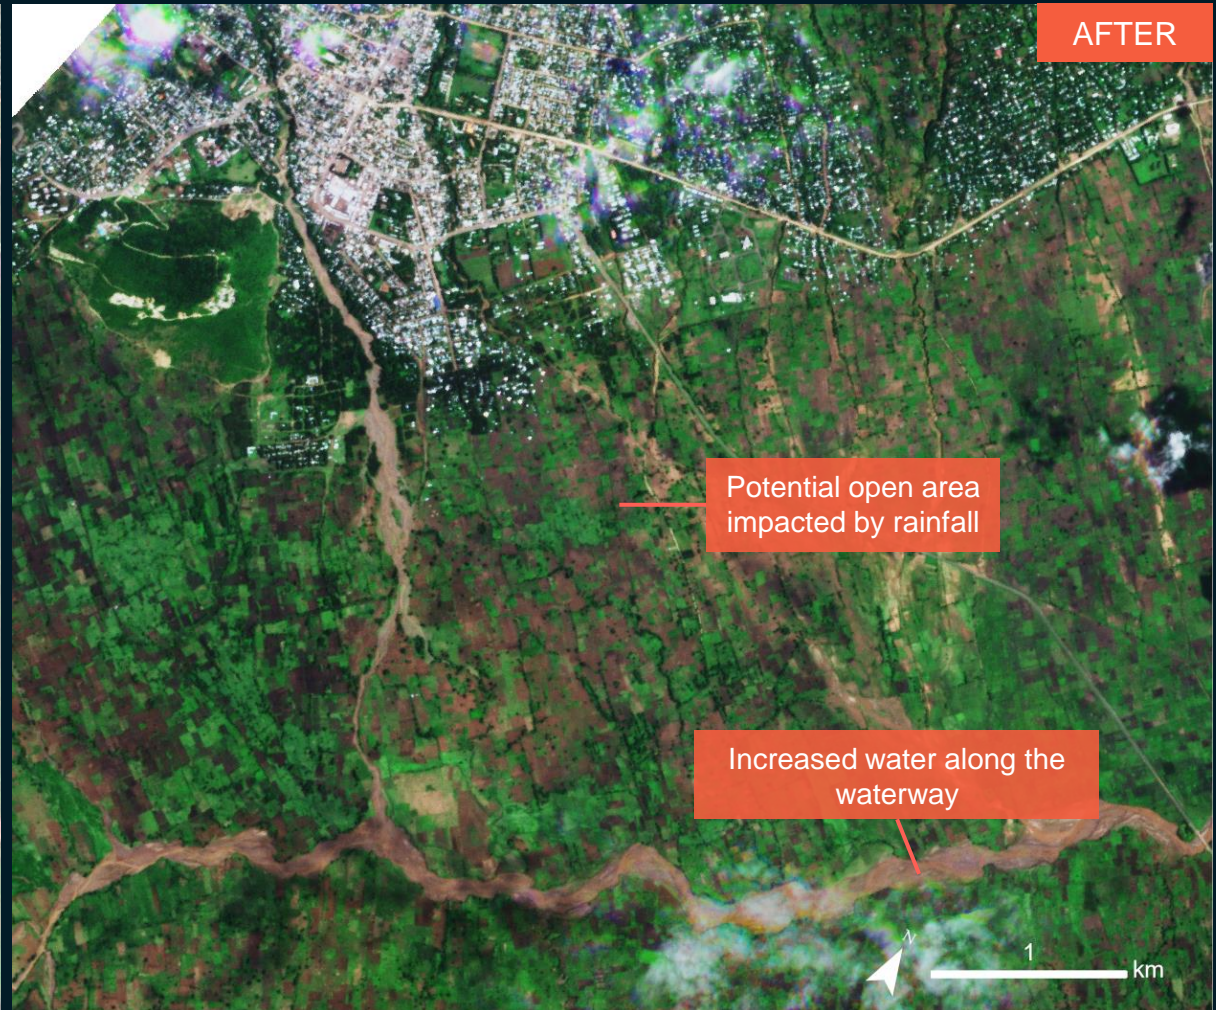 AFTER
Potential open area
impacted by rainfall
Increased water along the
waterway
N
1
km